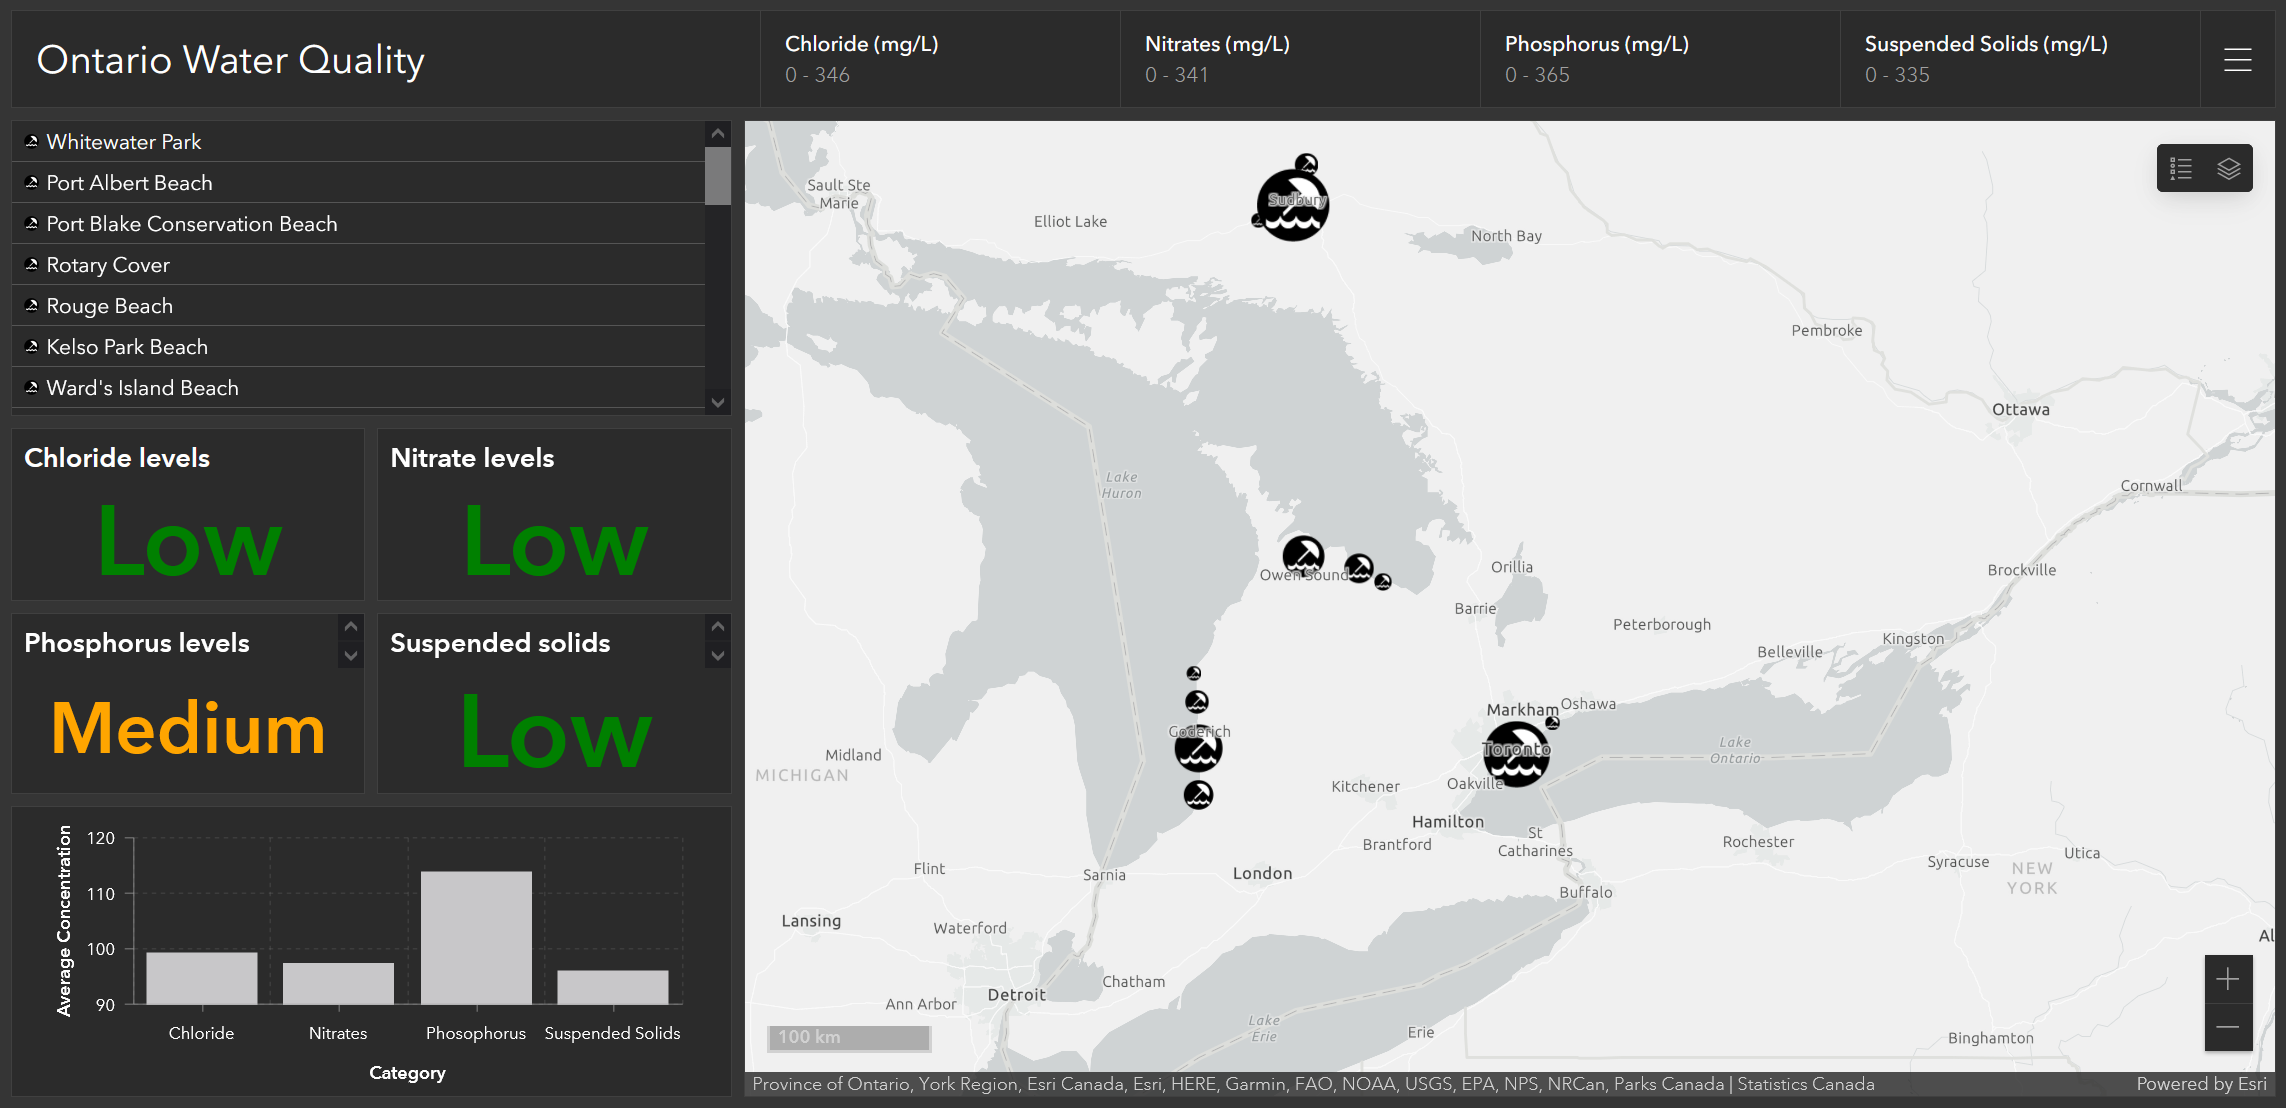 Ontario Water Quality
Chloride (mg/L)
0 - 346
Nitrates (mg/L)
0 - 341
Phosphorus (mg/L)
0 - 365
Suspended Solids (mg/L)
0 - 335
Whitewater Park
Port Albert Beach
Port Blake Conservation Beach
Rotary Cover
Rouge Beach
Kelso Park Beach
Ward's Island Beach
Chloride levels
Low
Nitrate levels
Low
Phosphorus levels
Medium
Suspended solids
Low
Average Concentration
120
110
100
90
Chloride
Nitrates
Phosophorus
Suspended Solids
Category
Sault Ste
Marie
Elliot Lake
Sudbury
North Bay
Pembroke
Ottawa
Cornwall
Lake
Huron
Owen Sound
Orillia
Barrie
Brockville
Peterborough
Kingston
Belleville
Markham
Oshawa
Goderich
Toronto
Lake
Ontario
Midland
MICHIGAN
Kitchener
Oakville
Hamilton
Brantford
St
Catharines
Rochester
Syracuse
Utica
NEW
YORK
Flint
Sarnia
London
Buffalo
Lansing
Waterford
Al
Chatham
Ann Arbor
Detroit
Lake
Erie
Erie
Binghamton
100 km
Province of Ontario, York Region, Esri Canada, Esri, HERE, Garmin, FAO, NOAA, USGS, EPA, NPS, NRCan, Parks Canada | Statistics Canada
Powered by Esri